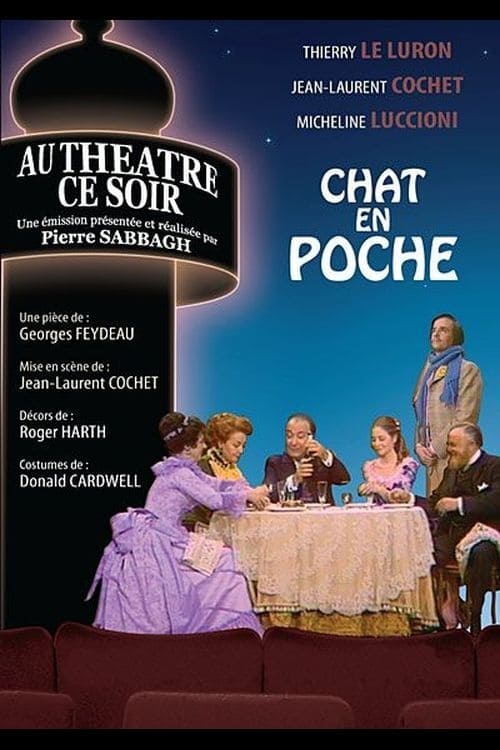 THIERRY LE LURON
JEAN-LAURENT COCHET
MICHELINE LUCCIONI
AU THEATRE
CE SOIR
Une émission présentée et réalisée par
Pierre SABBAGH
CHAT
EN
POCHE
Une pièce de :
Georges FEYDEAU
Mise en scène de :
Jean-Laurent COCHET
Décors de :
Roger HARTH
Costumes de :
Donald CARDWELL